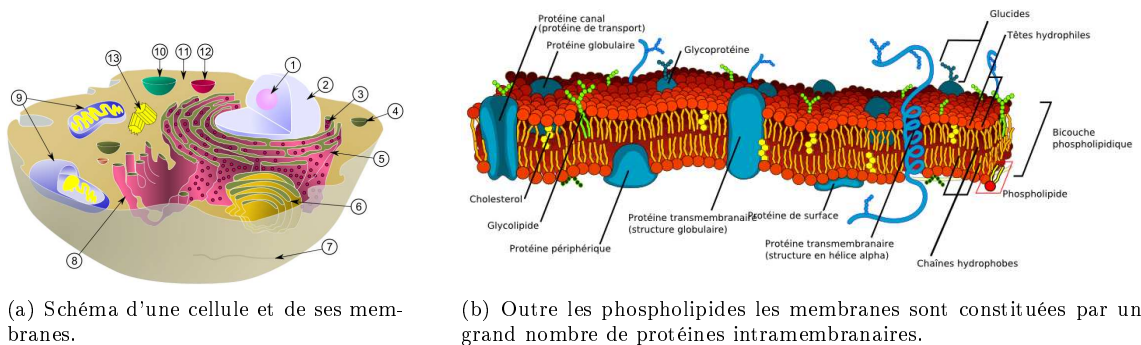 1
2
3
4
5
6
7
8
9
10
11
12
13
Protéine canal
(protéine de transport)
Protéine globulaire
Glycoprotéine
Glucides
Têtes hydrophiles
Bicouche
phospholipidique
Phospholipide
Cholesterol
Glycolipide
Protéine périphérique
Protéine transmembranaire
(structure globulaire)
Protéine de surface
Protéine transmembranaire
(structure en hélice alpha)
Chaînes hydrophobes
(a) Schéma d'une cellule et de ses mem-
branes.
(b) Outre les phospholipides les membranes sont constituées par un
grand nombre de protéines intramembranaires.